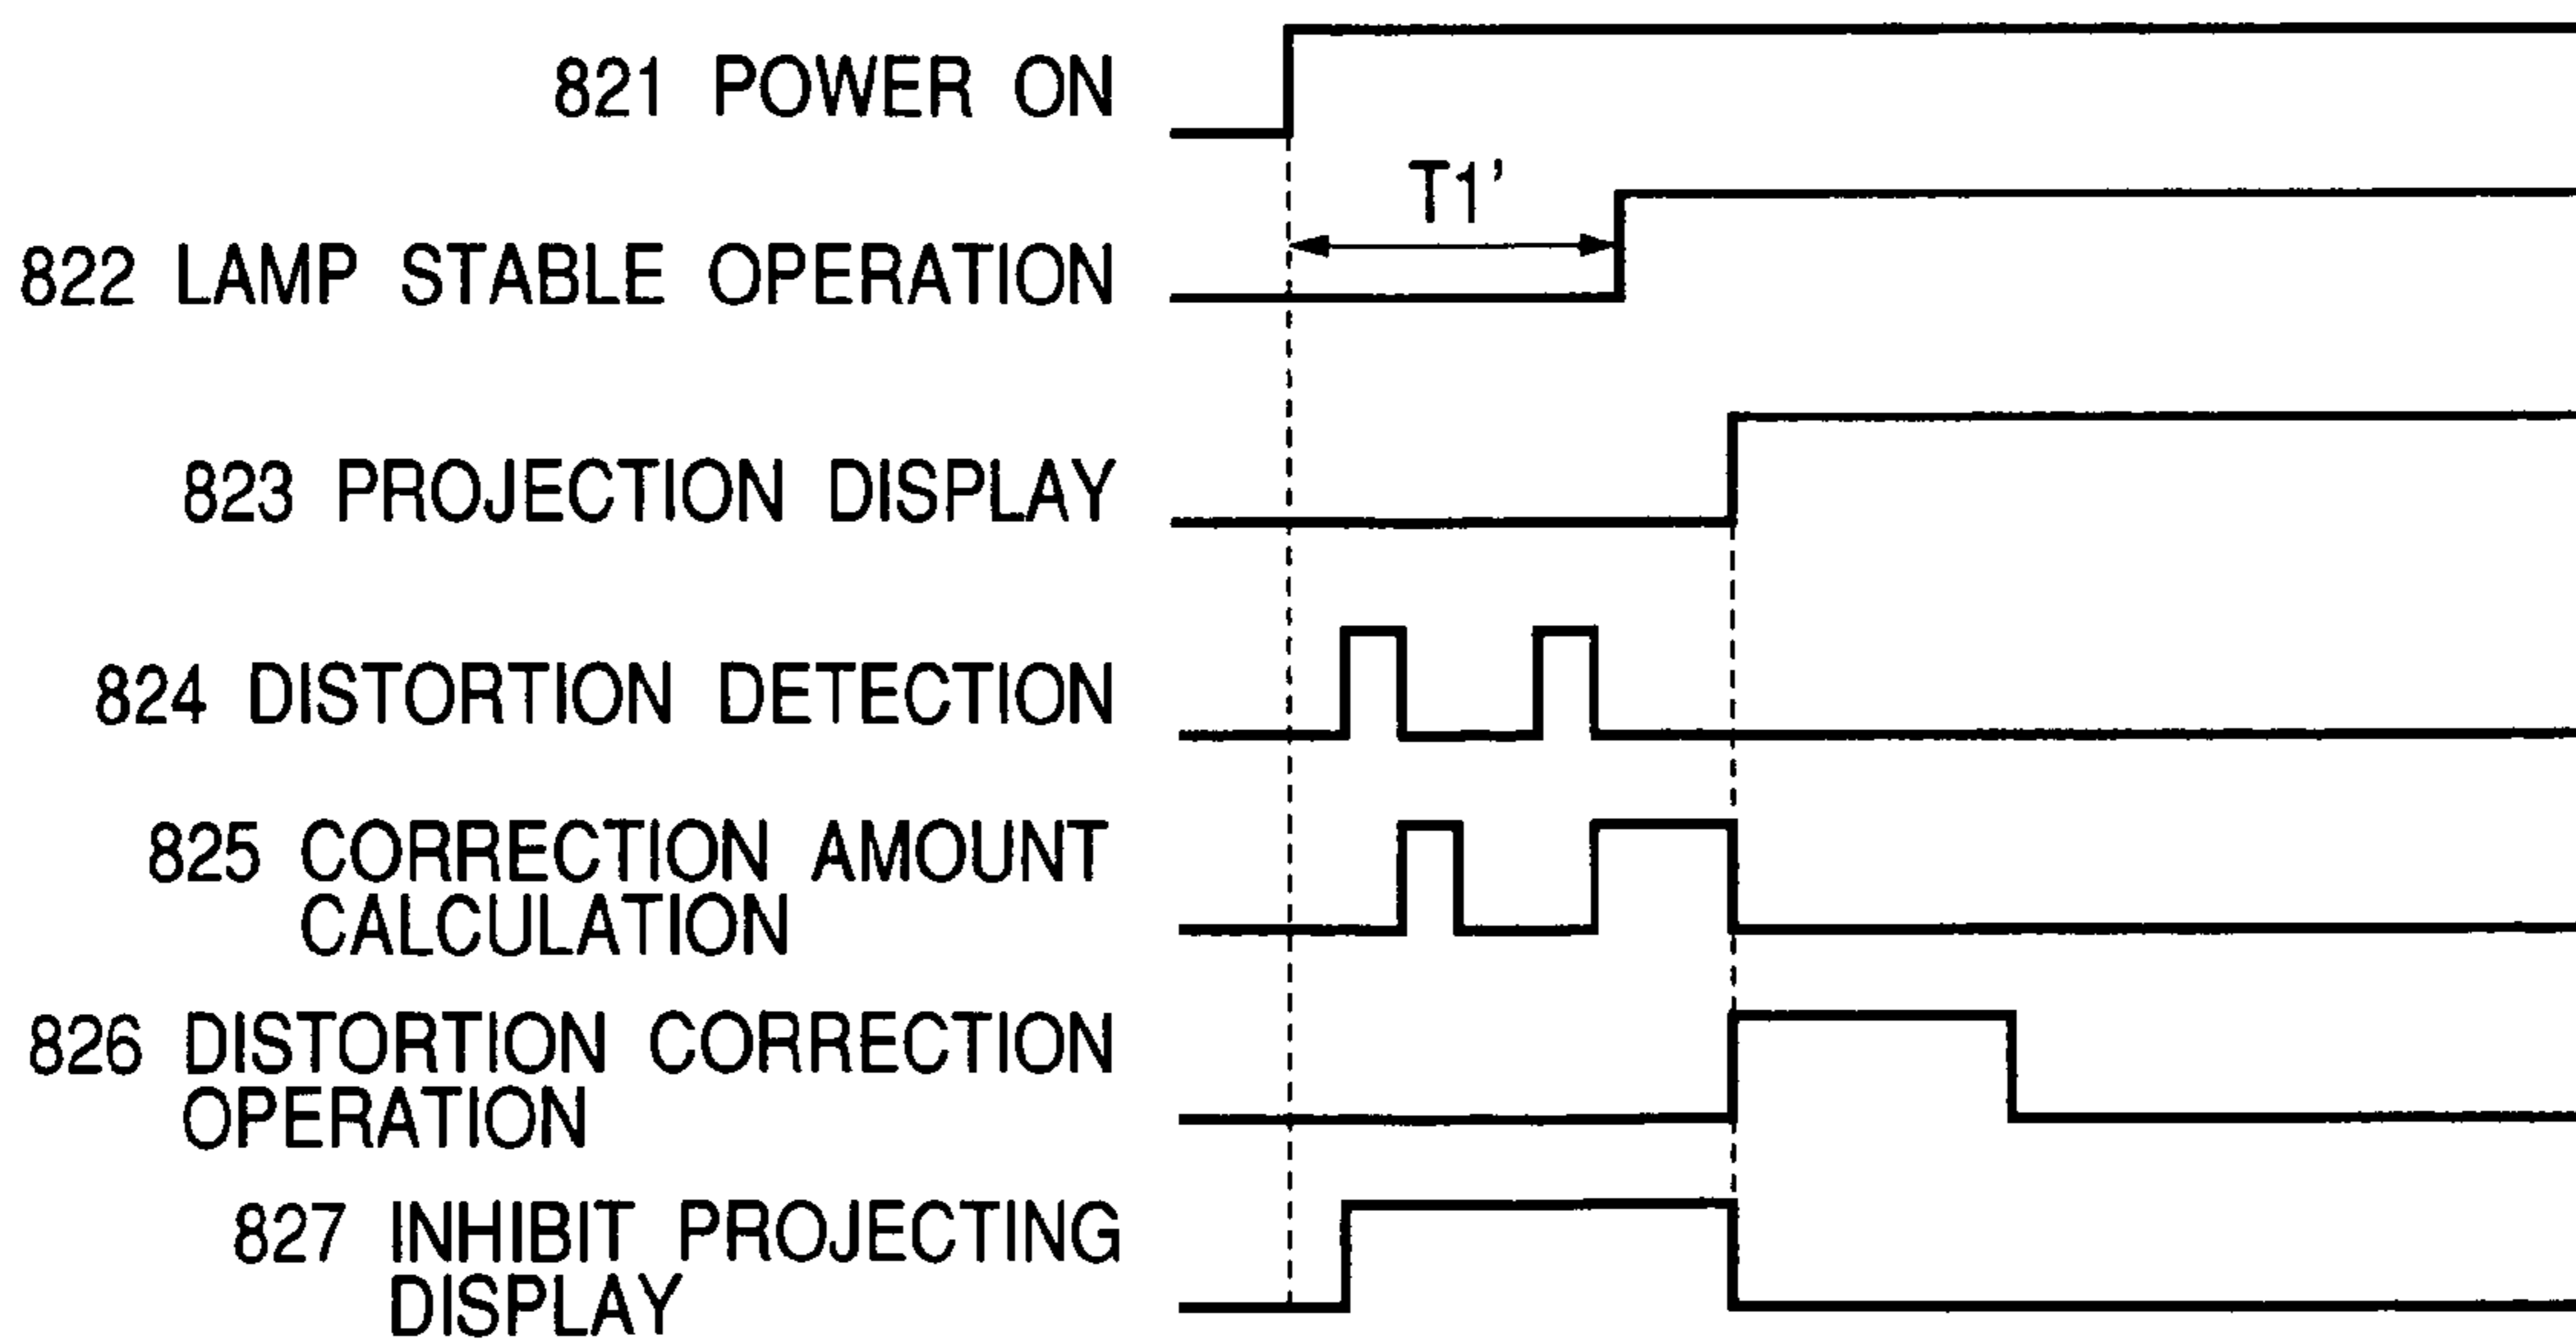 821 POWER ON
T1'
822 LAMP STABLE OPERATION
823 PROJECTION DISPLAY
824 DISTORTION DETECTION
825 CORRECTION AMOUNT
CALCULATION
826 DISTORTION CORRECTION
OPERATION
827 INHIBIT PROJECTING
DISPLAY